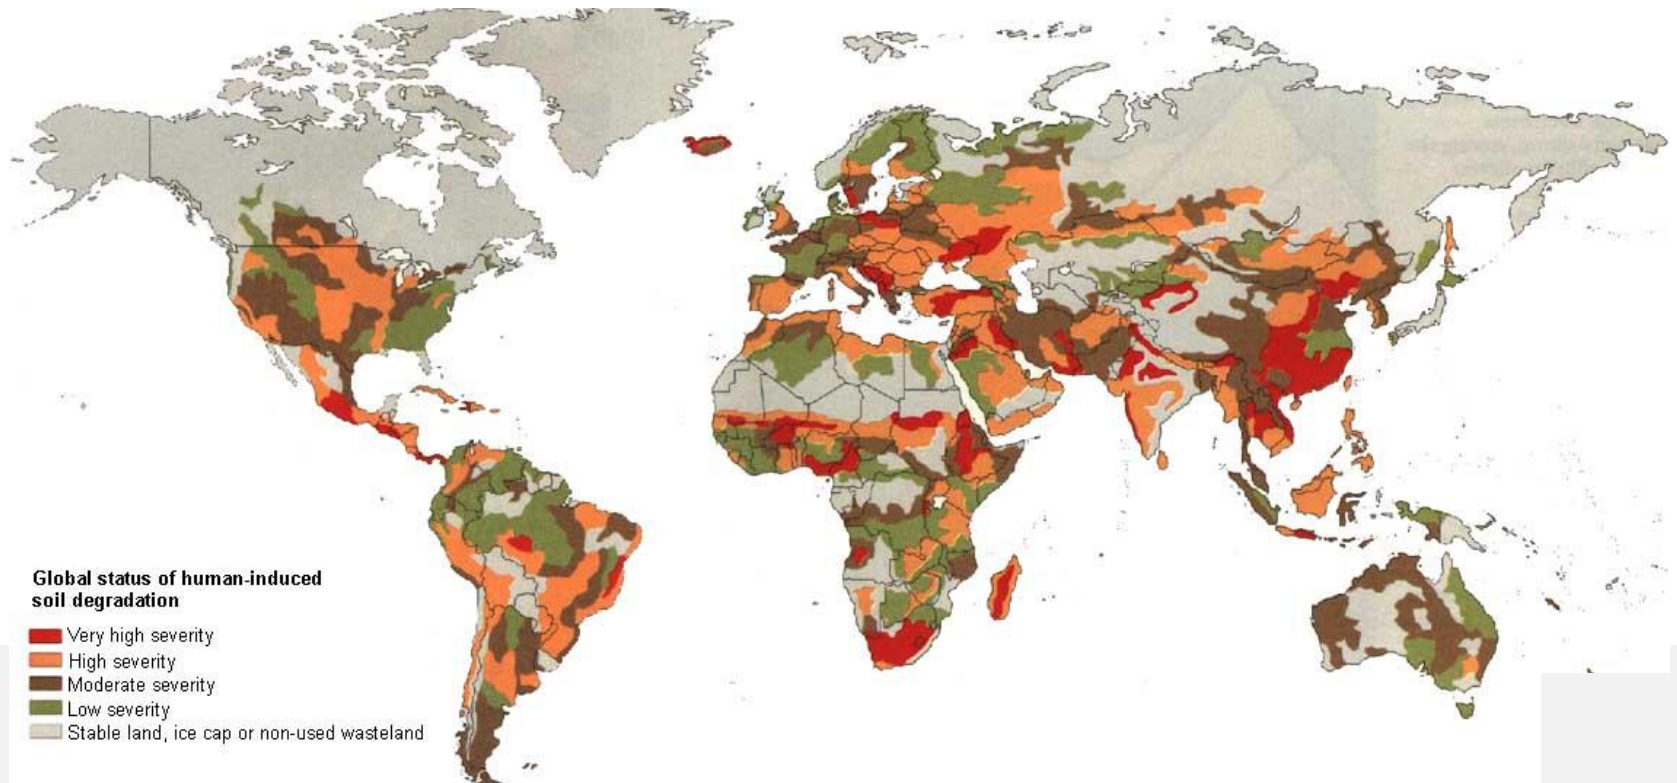 Global status of human-induced
soil degradation
Very high severity
High severity
Moderate severity
Low severity
Stable land, ice cap or non-used wasteland